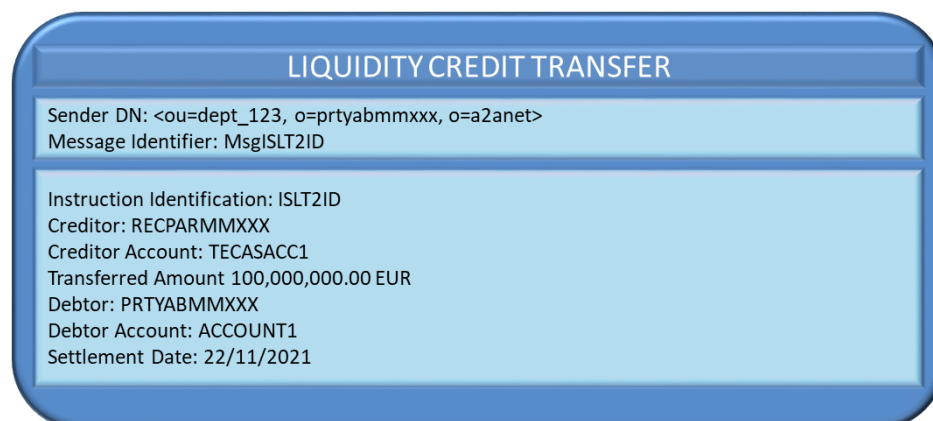 LIQUIDITY CREDIT TRANSFER
Sender DN: <ou=dept_123, o=prtyabmmxxx, o=a2anet>
Message Identifier: MsgISLT2ID
Instruction Identification: ISLT2ID
Creditor: RECPARMMXXX
Creditor Account: TECASACC1
Transferred Amount 100,000,000.00 EUR
Debtor: PRTYABMMXXX
Debtor Account: ACCOUNT1
Settlement Date: 22/11/2021